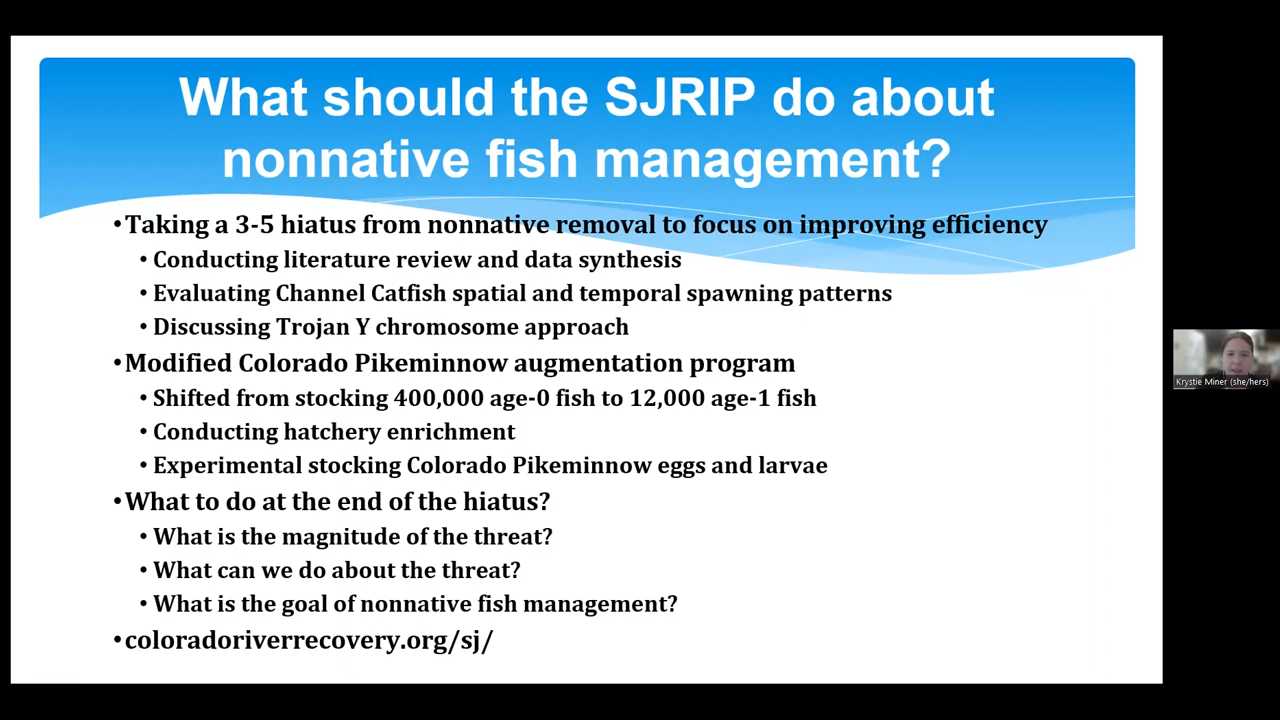 What should the SJRIP do about
nonnative fish management?
•Taking a 3-5 hiatus from nonnative removal to focus on improving efficiency
• Conducting literature review and data synthesis
• Evaluating Channel Catfish spatial and temporal spawning patterns
• Discussing Trojan Y chromosome approach
•Modified Colorado Pikeminnow augmentation program
• Shifted from stocking 400,000 age-0 fish to 12,000 age-1 fish
• Conducting hatchery enrichment
• Experimental stocking Colorado Pikeminnow eggs and larvae
•What to do at the end of the hiatus?
• What is the magnitude of the threat?
• What can we do about the threat?
• What is the goal of nonnative fish management?
•coloradoriverrecovery.org/sj/
Krystie Miner (she/hers)